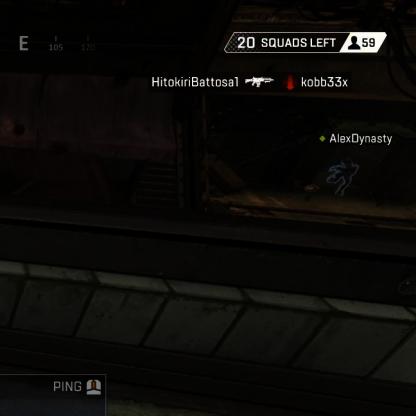 20 SQUADS LEFT 59
E 105 120
HitokiriBattosa1 kobb33x
AlexDynasty
PING